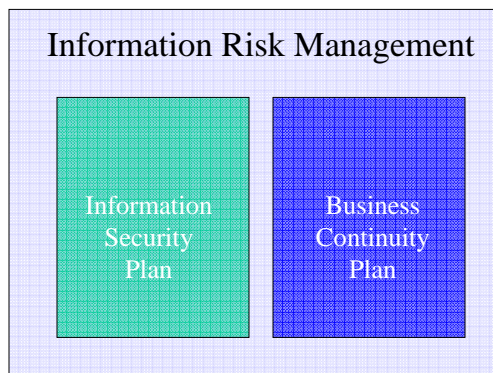 Information Risk Management
Information
Security
Plan
Business
Continuity
Plan